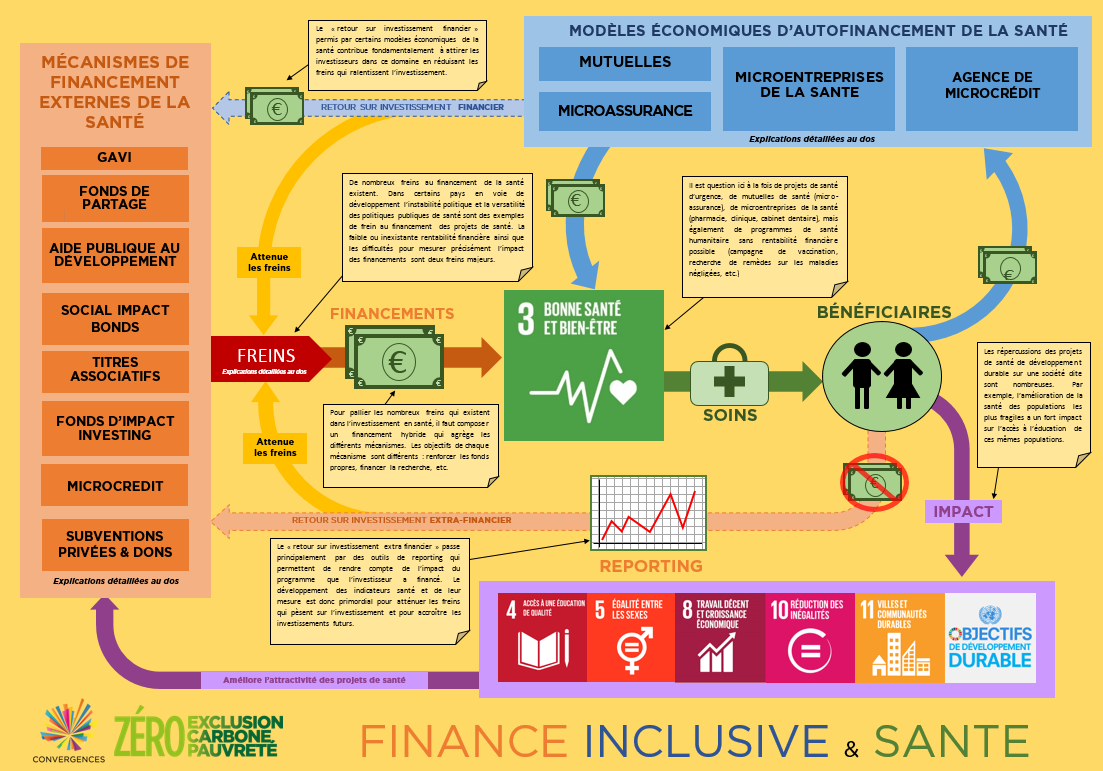 MÉCANISMES DE
FINANCEMENT
EXTERNES DE LA
SANTÉ
GAVI
FONDS DE
PARTAGE
AIDE PUBLIQUE AU
DÉVELOPPEMENT
SOCIAL IMPACT
BONDS
TITRES
ASSOCIATIFS
FONDS D'IMPACT
INVESTING
MICROCREDIT
SUBVENTIONS
PRIVÉES & DONS
Explications détaillées au dos
Le « retour sur investissement financier »
permis par certains modèles économiques de la
santé contribue fondamentalement à attirer les
investisseurs dans ce domaine en réduisant les
freins qui ralentissent l'investissement.
RETOUR SUR INVESTISSEMENT FINANCIER
€
MODÈLES ÉCONOMIQUES D'AUTOFINANCEMENT DE LA SANTÉ
MUTUELLES
MICROASSURANCE
MICROENTREPRISES
DE LA SANTE
AGENCE DE
MICROCRÉDIT
Explications détaillées au dos
De nombreux freins au financement de la santé
existent. Dans certains pays en voie de
développement l'instabilité politique et la versatilité
des politiques publiques de santé sont des exemples
de frein au financement des projets de santé. La
faible ou inexistante rentabilité financière ainsi que
les difficultés pour mesurer précisément l'impact
des financements sont deux freins majeurs.
€
Il est question ici à la fois de projets de santé
d'urgence, de mutuelles de santé (micro-
assurance), de microentreprises de la santé
(pharmacie, clinique, cabinet dentaire), mais
également de programmes de santé
humanitaire sans rentabilité financière
possible (campagne de vaccination,
recherche de remèdes sur les maladies
négligées, etc.)
€
Attenue
les freins
FREINS
Explications détaillées au dos
FINANCEMENTS
€ € € € €
3 BONNE SANTÉ
ET BIEN-ÊTRE
SOINS
BÉNÉFICIAIRES
Les répercussions des projets
de santé de développement
durable sur une société dite
sont nombreuses. Par
exemple, l'amélioration de la
santé des populations les
plus fragiles a un fort impact
sur l'accès à l'éducation de
ces mêmes populations.
Pour pallier les nombreux freins qui existent
dans l'investissement en santé, il faut composer
un financement hybride qui agrège les
différents mécanismes. Les objectifs de chaque
mécanisme sont différents : renforcer les fonds
propres, financer la recherche, etc.
Attenue
les freins
€
IMPACT
RETOUR SUR INVESTISSEMENT EXTRA-FINANCIER
REPORTING
Le « retour sur investissement extra financier » passe
principalement par des outils de reporting qui
permettent de rendre compte de l'impact du
programme que l'investisseur a financé. Le
développement des indicateurs santé et de leur
mesure est donc primordial pour atténuer les freins
qui pèsent sur l'investissement et pour accroître les
investissements futurs.
4 ACCÈS À UNE ÉDUCATION
DE QUALITÉ
5 ÉGALITÉ ENTRE
LES SEXES
8 TRAVAIL DÉCENT
ET CROISSANCE
ÉCONOMIQUE
10 RÉDUCTION DES
INÉGALITÉS
11 VILLES ET
COMMUNAUTÉS
DURABLES
OBJECTIFS
DE DÉVELOPPEMENT
DURABLE
Améliore l'attractivité des projets de santé
CONVERGENCES
ZÉRO EXCLUSION
CARBONE
PAUVRETÉ
FINANCE INCLUSIVE & SANTE